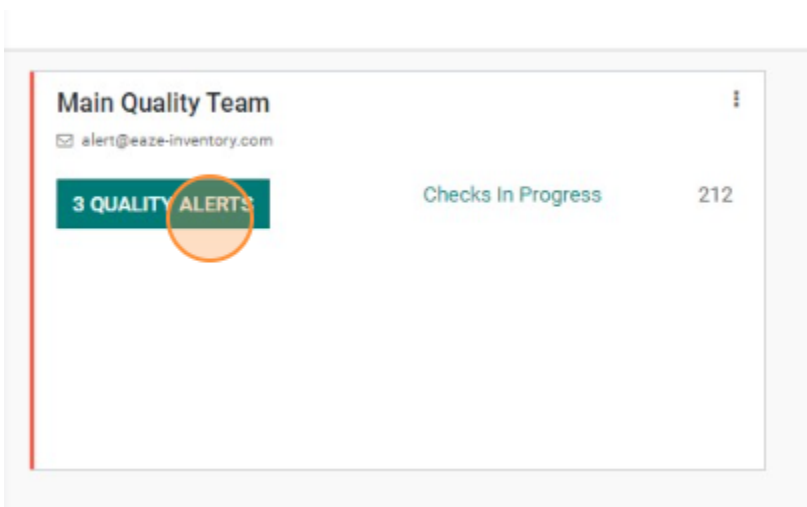 Main Quality Team
alert@eaze-inventory.com
3 QUALITY ALERTS
Checks In Progress 212